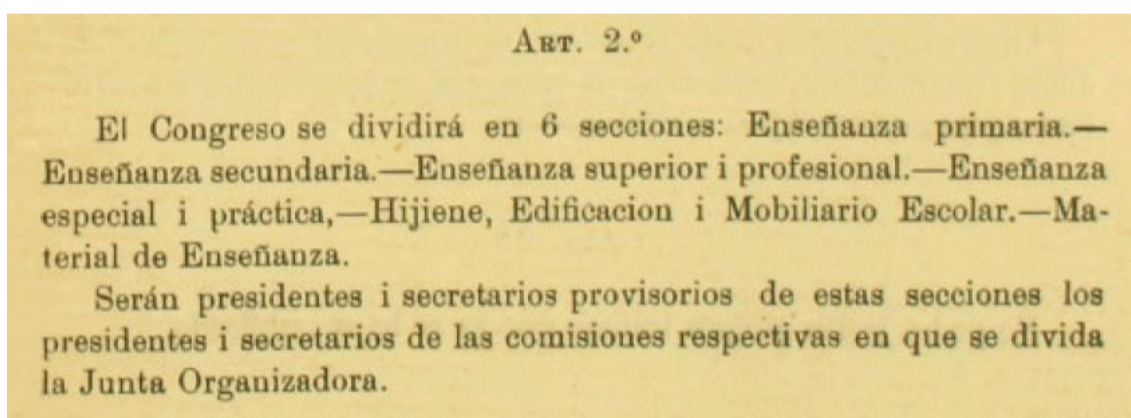 ART. 2.º
El Congreso se dividirá en 6 secciones: Enseñanza primaria.—
Enseñanza secundaria.—Enseñanza superior i profesional.—Enseñanza
especial i práctica,—Hijiene, Edificacion i Mobiliario Escolar.—Ma-
terial de Enseñanza.
Serán presidentes i secretarios provisorios de estas secciones los
presidentes i secretarios de las comisiones respectivas en que se divida
la Junta Organizadora.